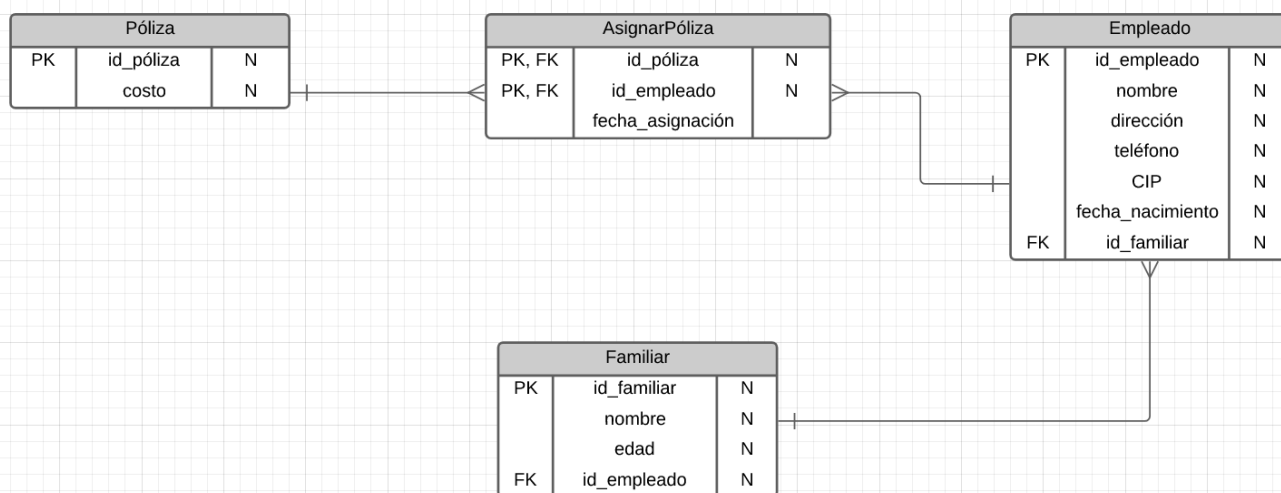 Póliza
PK id_póliza N
costo N
AsignarPóliza
PK, FK id_póliza N
PK, FK id_empleado N
fecha_asignación
Empleado
PK id_empleado N
nombre N
dirección N
teléfono N
CIP N
fecha_nacimiento N
FK id_familiar N
Familiar
PK id_familiar N
nombre N
edad N
FK id_empleado N